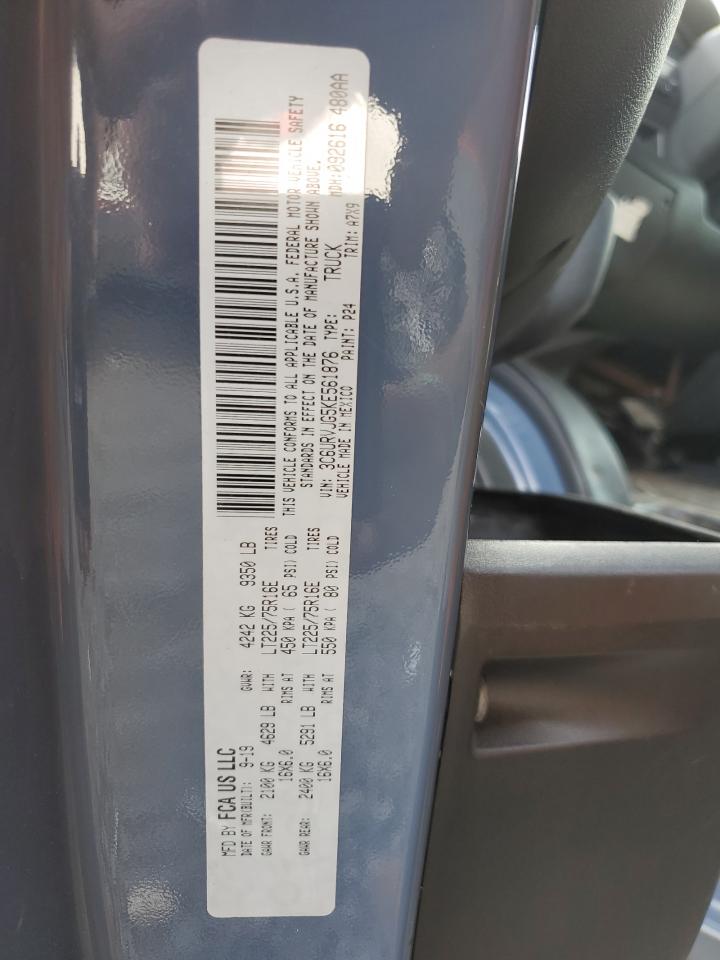 MFD BY FCA US LLC
DATE OF MFR(BUILT): 9-19 GVWR: 4242 KG 9350 LB
GAWR FRONT: 2100 KG 4629 LB WITH LT225/75R16E TIRES
16X6.0 RIMS AT 450 KPA ( 65 PSI) COLD
GAWR REAR: 2400 KG 5291 LB WITH LT225/75R16E TIRES
16X6.0 RIMS AT 550 KPA ( 80 PSI) COLD
THIS VEHICLE CONFORMS TO ALL APPLICABLE U.S.A. FEDERAL MOTOR VEHICLE SAFETY
STANDARDS IN EFFECT ON THE DATE OF MANUFACTURE SHOWN ABOVE.
VIN: 3C6URVJG5KE561876 TYPE: TRUCK MDH:092616 480AA
VEHICLE MADE IN MEXICO PAINT: P24 TRIM: A7X9